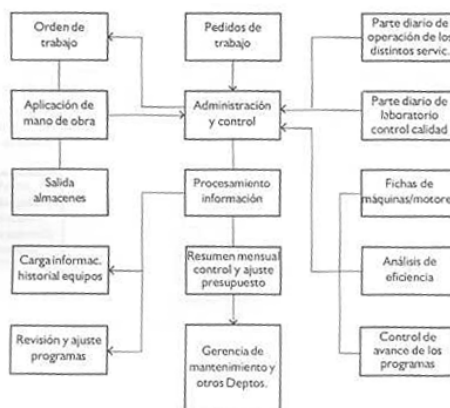 Orden de
trabajo
Pedidos de
trabajo
Parte diario de
operación de los
distintos servic.
Aplicación de
mano de obra
Administración
y control
Parte diario de
laboratorio
control calidad
Salida
almacenes
Procesamiento
información
Fichas de
máquinas/motores
Carga informac.
historial equipos
Resumen mensual
control y ajuste
presupuesto
Análisis de
eficiencia
Revisión y ajuste
programas
Gerencia de
mantenimiento y
otros Deptos.
Control de
avance de los
programas